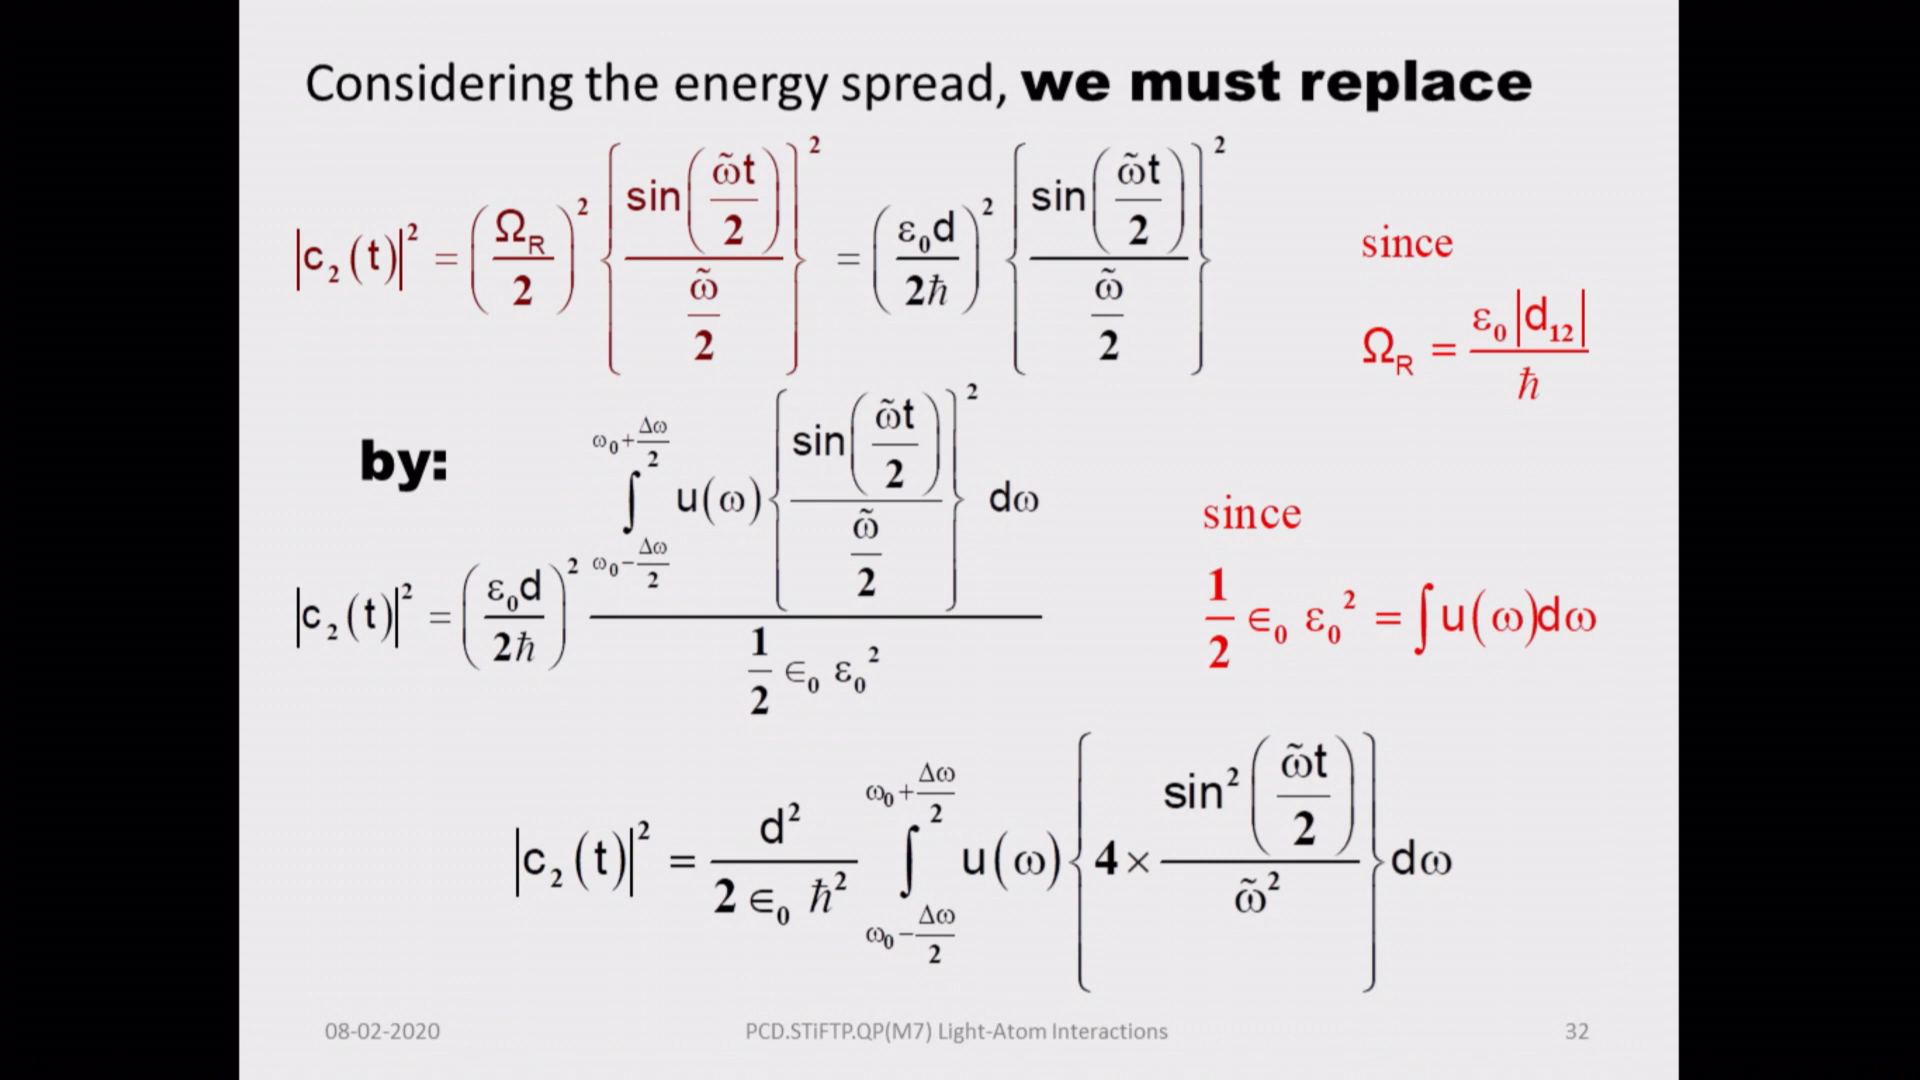 Considering the energy spread, we must replace
|c₂(t)|² = (Ω_R/2)² {sin(ω̃t/2)/(ω̃/2)}² = (ε₀d/2ħ)² {sin(ω̃t/2)/(ω̃/2)}²
since
Ω_R = ε₀|d₁₂|/ħ
by:
|c₂(t)|² = (ε₀d/2ħ)² ∫_{ω₀−Δω/2}^{ω₀+Δω/2} u(ω) {sin(ω̃t/2)/(ω̃/2)}² dω / (1/2 ∈₀ ε₀²)
since
1/2 ∈₀ ε₀² = ∫u(ω)dω
|c₂(t)|² = d²/(2 ∈₀ ħ²) ∫_{ω₀−Δω/2}^{ω₀+Δω/2} u(ω) {4 × sin²(ω̃t/2)/ω̃²} dω
08-02-2020
PCD.STiFTP.QP(M7) Light-Atom Interactions
32